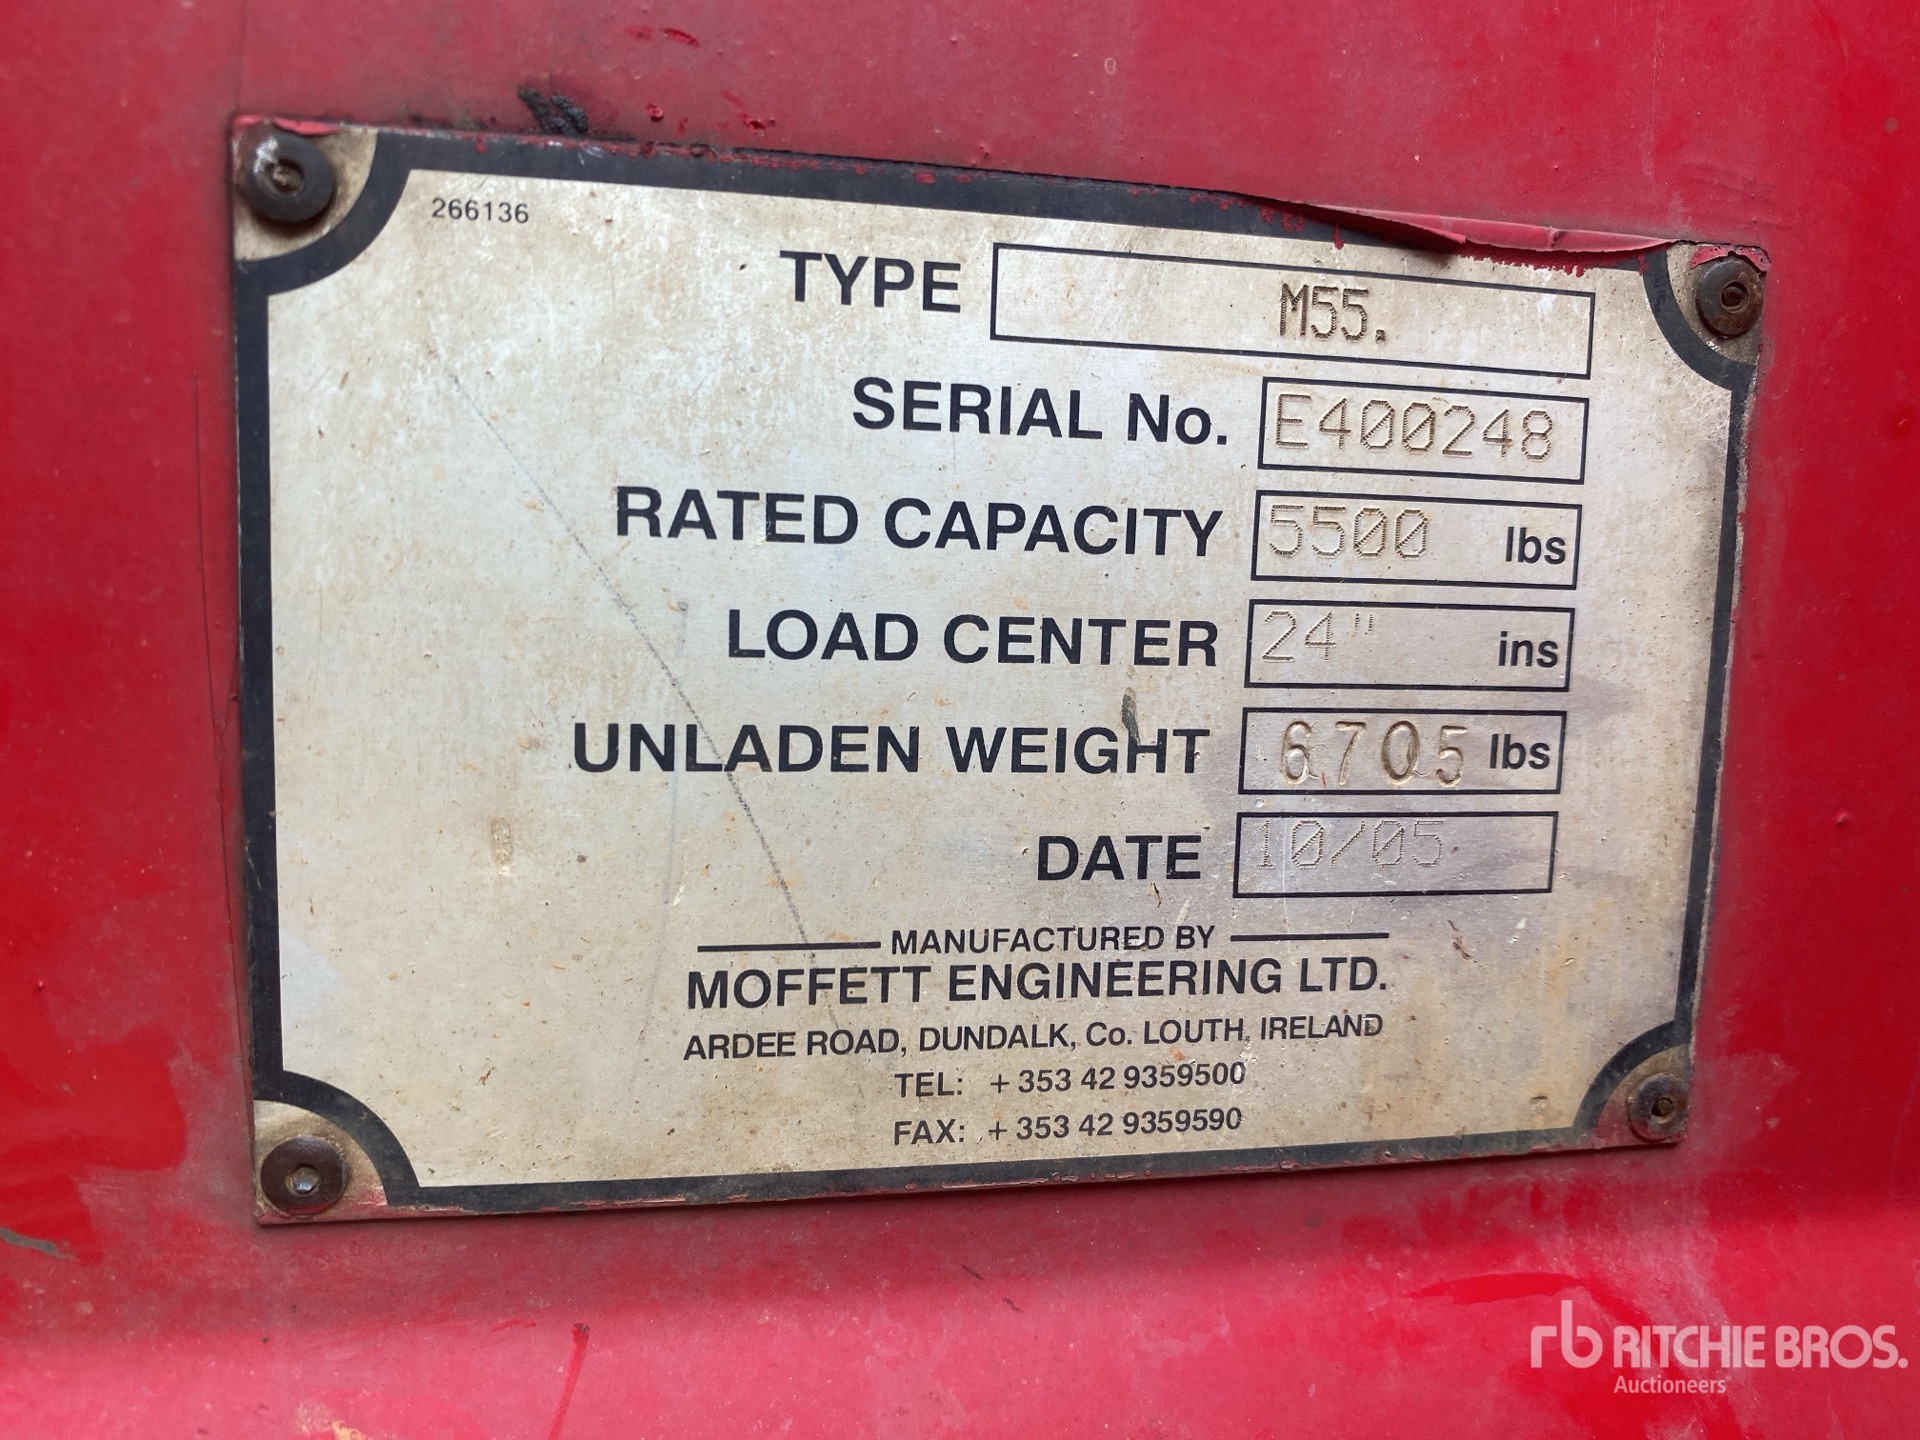 266136
TYPE M55.
SERIAL No. E400248
RATED CAPACITY 5500 lbs
LOAD CENTER 24" ins
UNLADEN WEIGHT 6705 lbs
DATE 10/05
MANUFACTURED BY
MOFFETT ENGINEERING LTD.
ARDEE ROAD, DUNDALK, Co. LOUTH, IRELAND
TEL: + 353 42 9359500
FAX: + 353 42 9359590
rb RITCHIE BROS.
Auctioneers